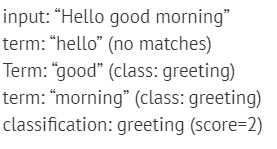 input: “Hello good morning”
term: “hello” (no matches)
Term: “good” (class: greeting)
term: “morning” (class: greeting)
classification: greeting (score=2)